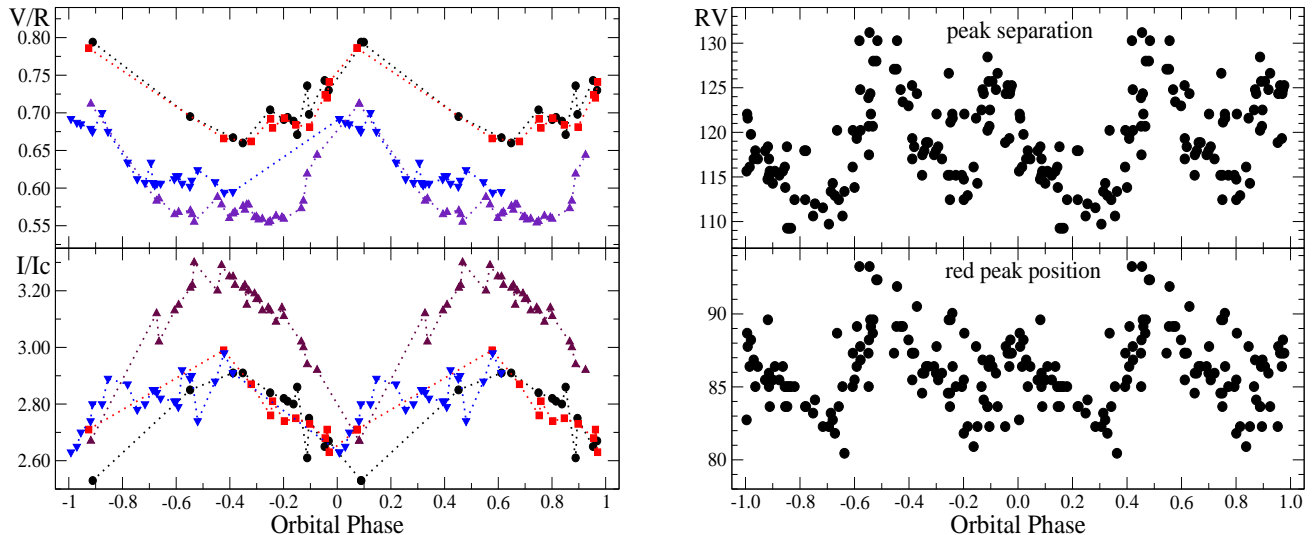 V/R
0.80
0.75
0.70
0.65
0.60
0.55
I/Ic
3.20
3.00
2.80
2.60
-1 -0.8 -0.6 -0.4 -0.2 0 0.2 0.4 0.6 0.8 1
Orbital Phase
RV
peak separation
130
125
120
115
110
red peak position
90
85
80
-1.0 -0.8 -0.6 -0.4 -0.2 0.0 0.2 0.4 0.6 0.8 1.0
Orbital Phase